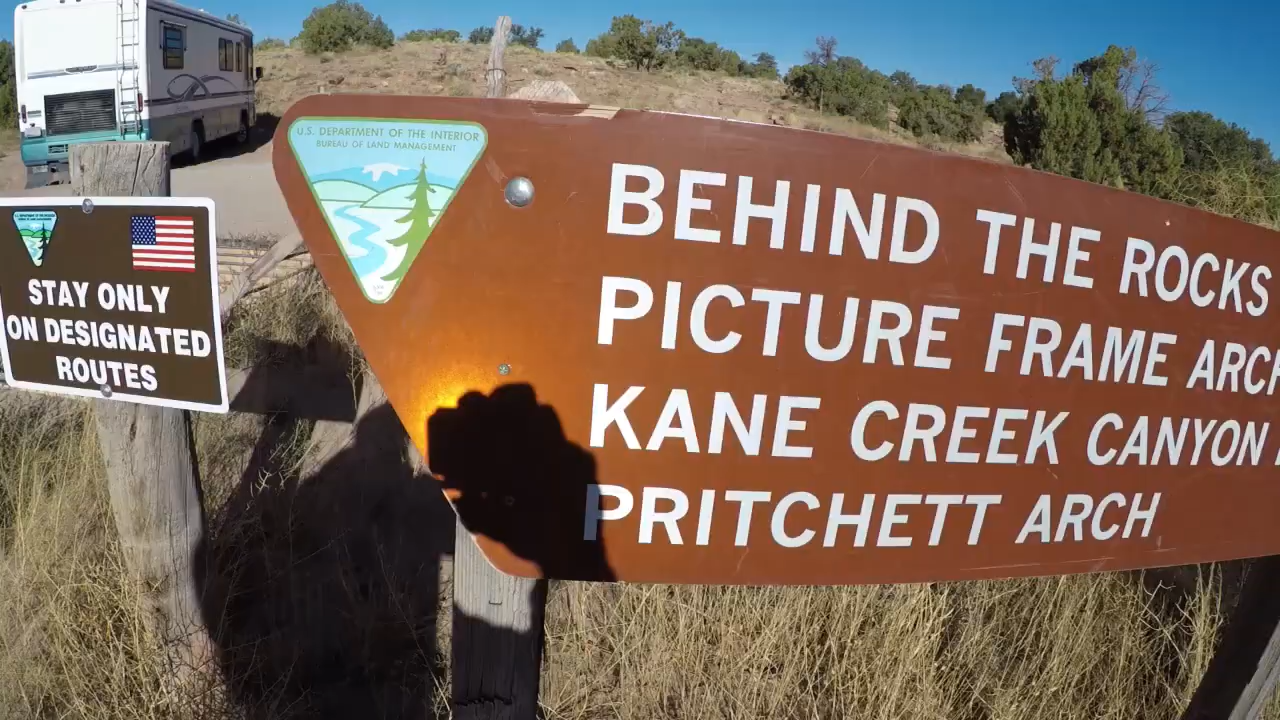 U.S. DEPARTMENT OF THE INTERIOR
BUREAU OF LAND MANAGEMENT
BEHIND THE ROCKS
PICTURE FRAME ARCH
KANE CREEK CANYON
PRITCHETT ARCH
STAY ONLY
ON DESIGNATED
ROUTES